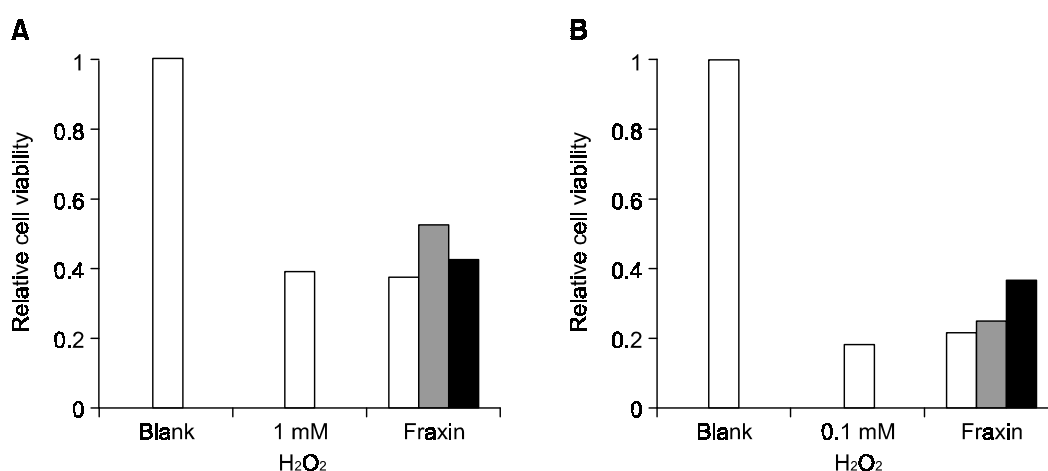 A
Relative cell viability
1
0.8
0.6
0.4
0.2
0
Blank
1 mM
Fraxin
H₂O₂
B
Relative cell viability
1
0.8
0.6
0.4
0.2
0
Blank
0.1 mM
Fraxin
H₂O₂